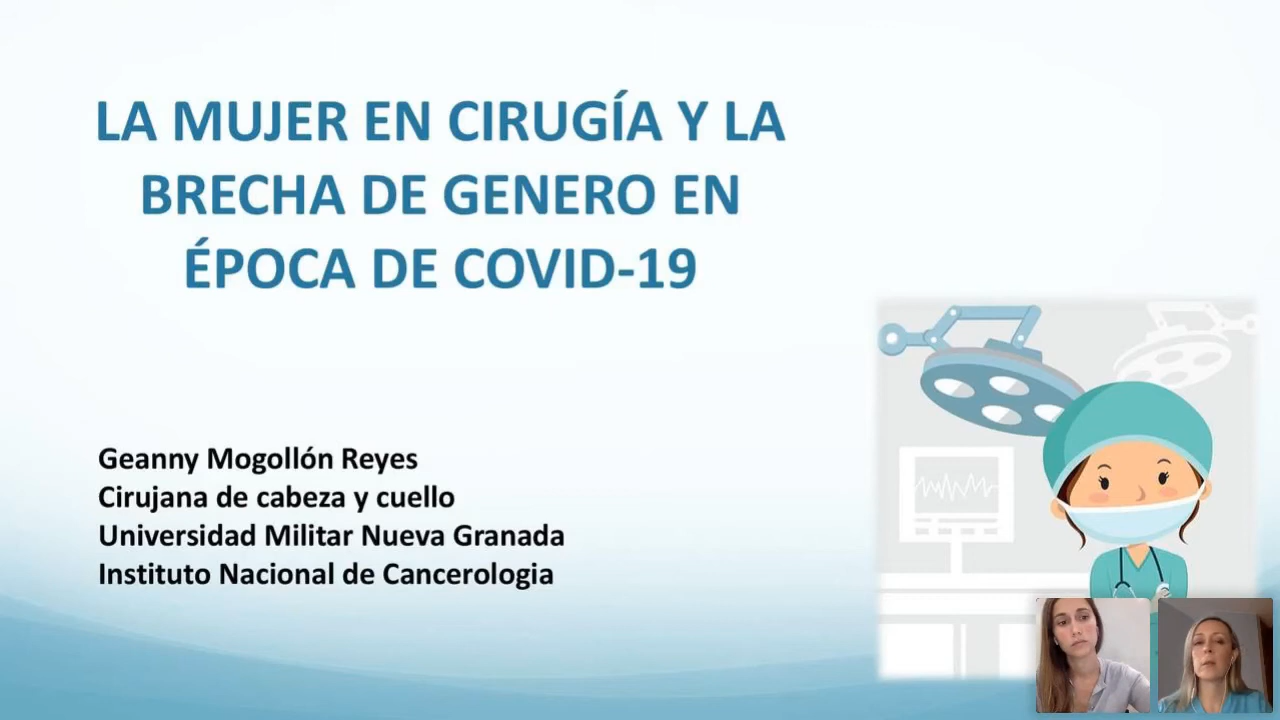 LA MUJER EN CIRUGÍA Y LA
BRECHA DE GENERO EN
ÉPOCA DE COVID-19
Geanny Mogollón Reyes
Cirujana de cabeza y cuello
Universidad Militar Nueva Granada
Instituto Nacional de Cancerologia